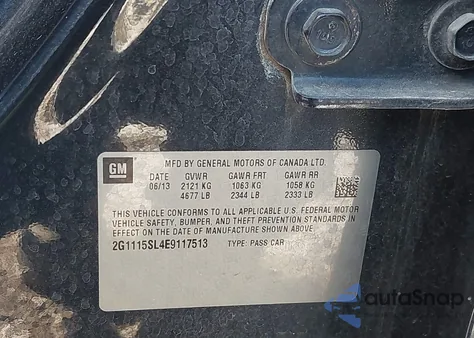 GM
MFD BY GENERAL MOTORS OF CANADA LTD.
DATE GVWR GAWR FRT GAWR RR
06/13 2121 KG 1063 KG 1058 KG
4677 LB 2344 LB 2333 LB
THIS VEHICLE CONFORMS TO ALL APPLICABLE U.S. FEDERAL MOTOR
VEHICLE SAFETY, BUMPER, AND THEFT PREVENTION STANDARDS
IN EFFECT ON THE DATE OF MANUFACTURE SHOWN ABOVE.
2G1115SL4E9117513 TYPE: PASS CAR
autoSnap